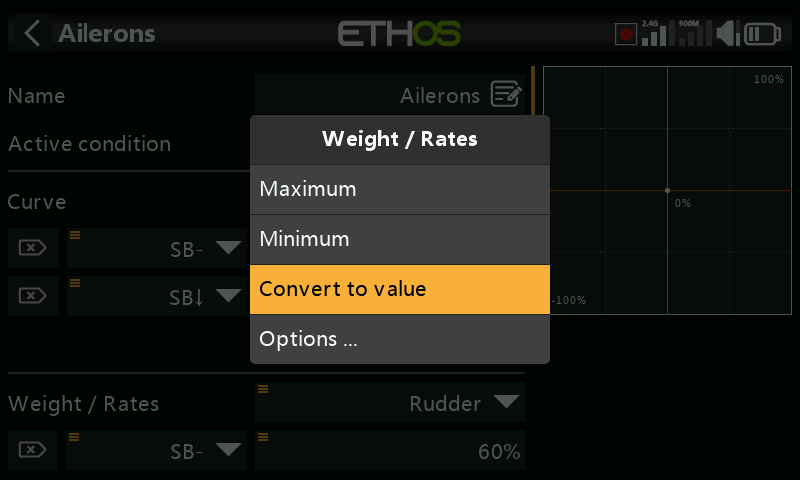 Ailerons
ETHOS
2.4G
900M
Name
Ailerons
100%
Active condition
Weight / Rates
Maximum
Curve
0%
SB-
Minimum
SB↓
Convert to value
-100%
Options ...
Weight / Rates
Rudder
SB-
60%